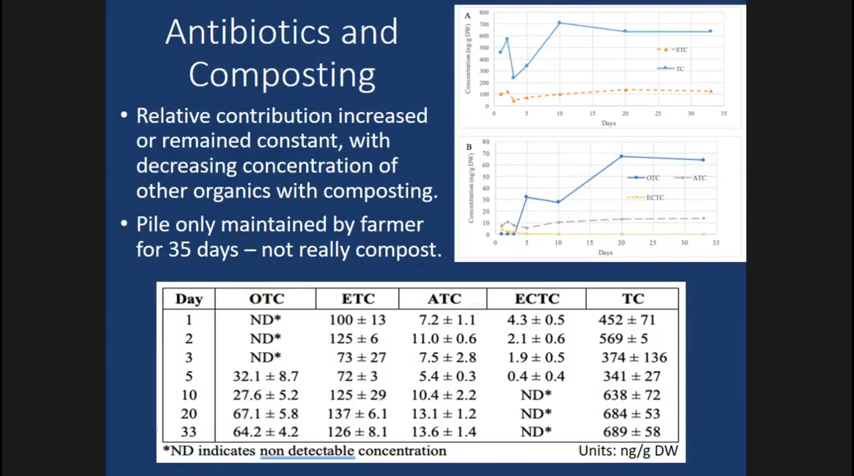 Antibiotics and
Composting
• Relative contribution increased
or remained constant, with
decreasing concentration of
other organics with composting.
• Pile only maintained by farmer
for 35 days – not really compost.
A
Concentration (ng/g DW)
800
700
600
500
400
300
200
100
0
ETC
TC
0 5 10 15 20 25 30 35
Days
B
Concentration (ng/g DW)
80
70
60
50
40
30
20
10
0
OTC ATC
ECTC
0 5 10 15 20 25 30 35
Days
Day OTC ETC ATC ECTC TC
1 ND* 100 ± 13 7.2 ± 1.1 4.3 ± 0.5 452 ± 71
2 ND* 125 ± 6 11.0 ± 0.6 2.1 ± 0.6 569 ± 5
3 ND* 73 ± 27 7.5 ± 2.8 1.9 ± 0.5 374 ± 136
5 32.1 ± 8.7 72 ± 3 5.4 ± 0.3 0.4 ± 0.4 341 ± 27
10 27.6 ± 5.2 125 ± 29 10.4 ± 2.2 ND* 638 ± 72
20 67.1 ± 5.8 137 ± 6.1 13.1 ± 1.2 ND* 684 ± 53
33 64.2 ± 4.2 126 ± 8.1 13.6 ± 1.4 ND* 689 ± 58
*ND indicates non detectable concentration Units: ng/g DW